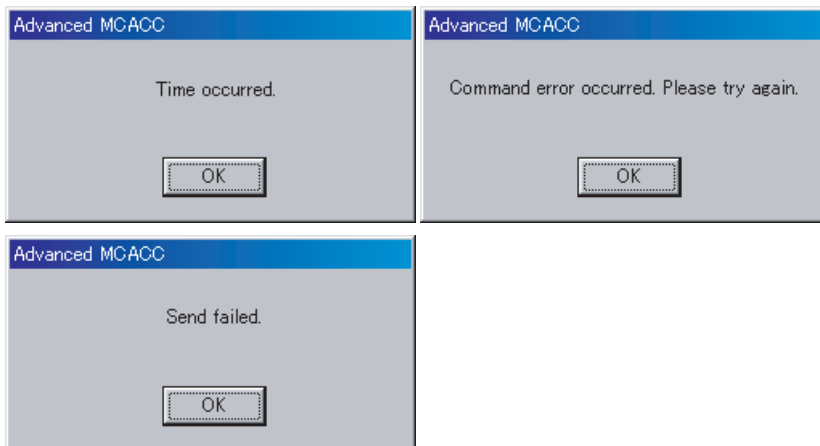 Advanced MCACC
Time occurred.
OK
Advanced MCACC
Command error occurred. Please try again.
OK
Advanced MCACC
Send failed.
OK